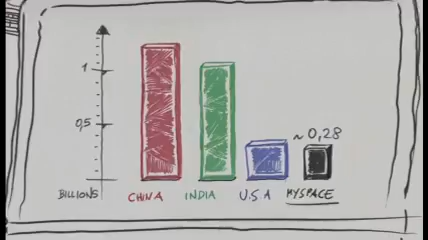 1
0,5
~ 0,28
BILLIONS
CHINA
INDIA
U.S.A
MYSPACE